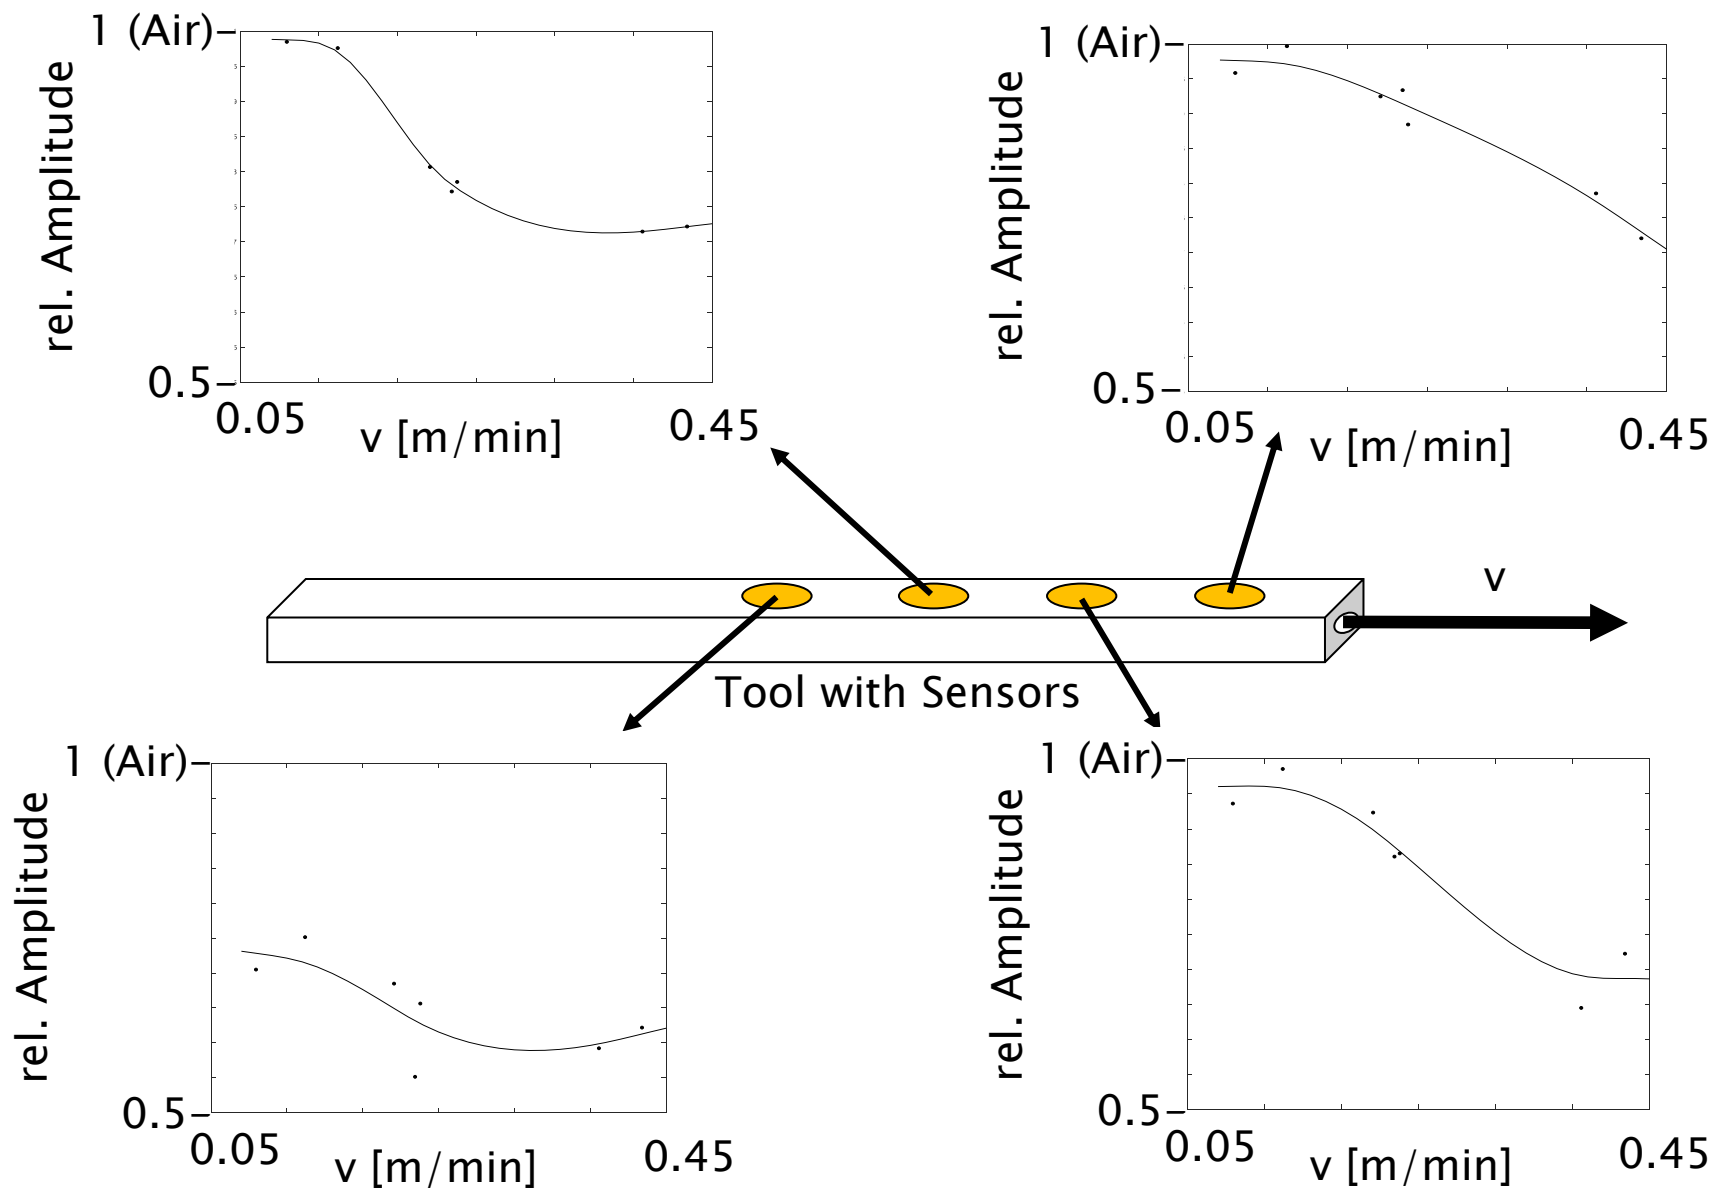 1 (Air)
rel. Amplitude
0.5
0.05
v [m/min]
0.45
1 (Air)
rel. Amplitude
0.5
0.05
v [m/min]
0.45
v
Tool with Sensors
1 (Air)
rel. Amplitude
0.5
0.05
v [m/min]
0.45
1 (Air)
rel. Amplitude
0.5
0.05
v [m/min]
0.45